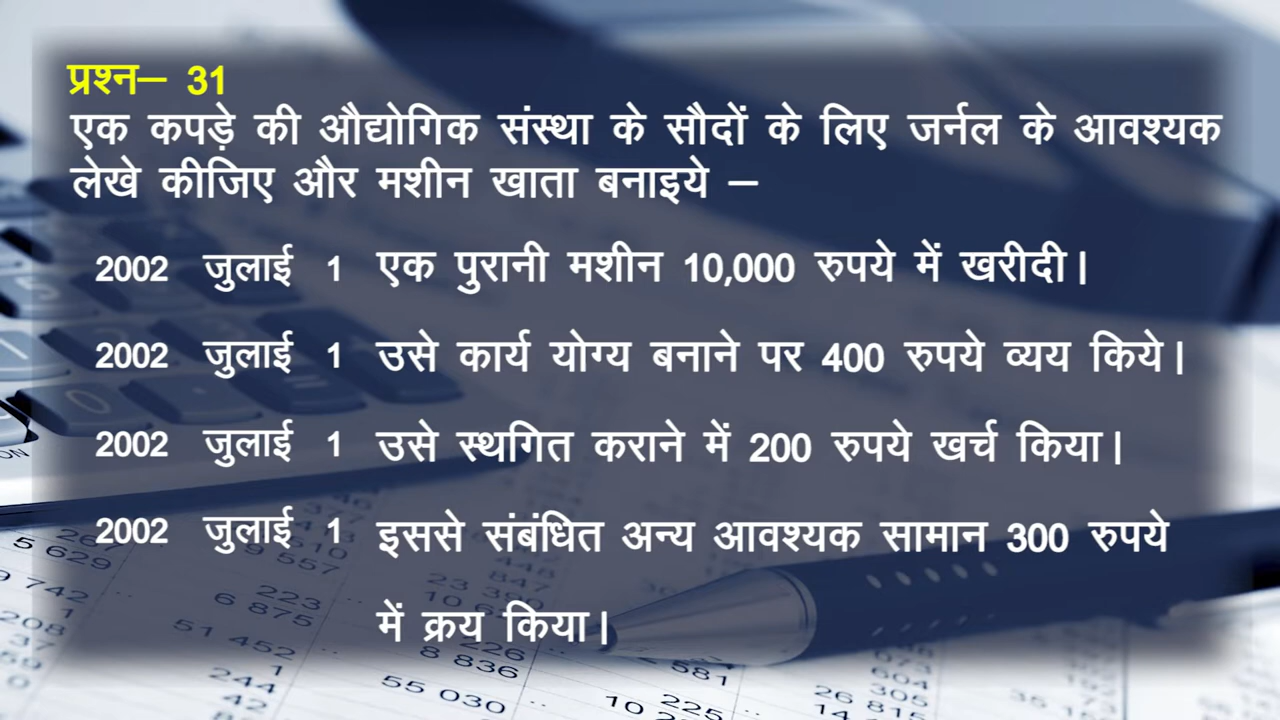 प्रश्न– 31
एक कपड़े की औद्योगिक संस्था के सौदों के लिए जर्नल के आवश्यक
लेखे कीजिए और मशीन खाता बनाइये –
2002 जुलाई 1 एक पुरानी मशीन 10,000 रुपये में खरीदी।
2002 जुलाई 1 उसे कार्य योग्य बनाने पर 400 रुपये व्यय किये।
2002 जुलाई 1 उसे स्थगित कराने में 200 रुपये खर्च किया।
2002 जुलाई 1 इससे संबंधित अन्य आवश्यक सामान 300 रुपये
में क्रय किया।